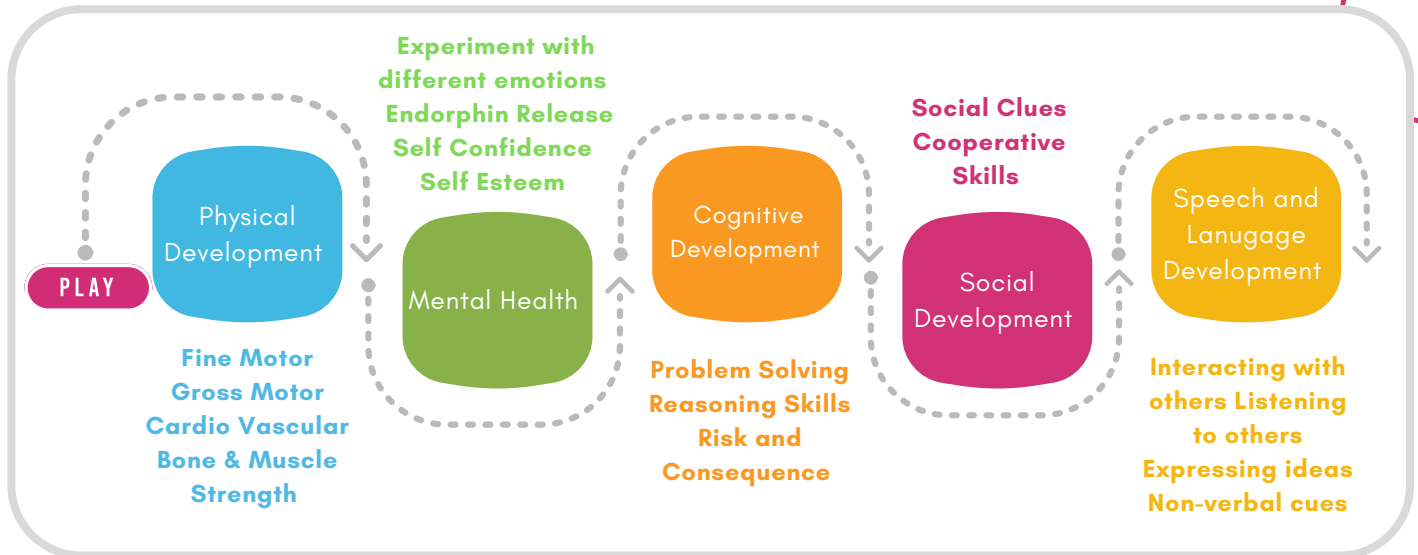 PLAY
Physical
Development
Fine Motor
Gross Motor
Cardio Vascular
Bone & Muscle
Strength
Experiment with
different emotions
Endorphin Release
Self Confidence
Self Esteem
Mental Health
Cognitive
Development
Problem Solving
Reasoning Skills
Risk and
Consequence
Social Clues
Cooperative
Skills
Social
Development
Speech and
Lanugage
Development
Interacting with
others Listening
to others
Expressing ideas
Non-verbal cues